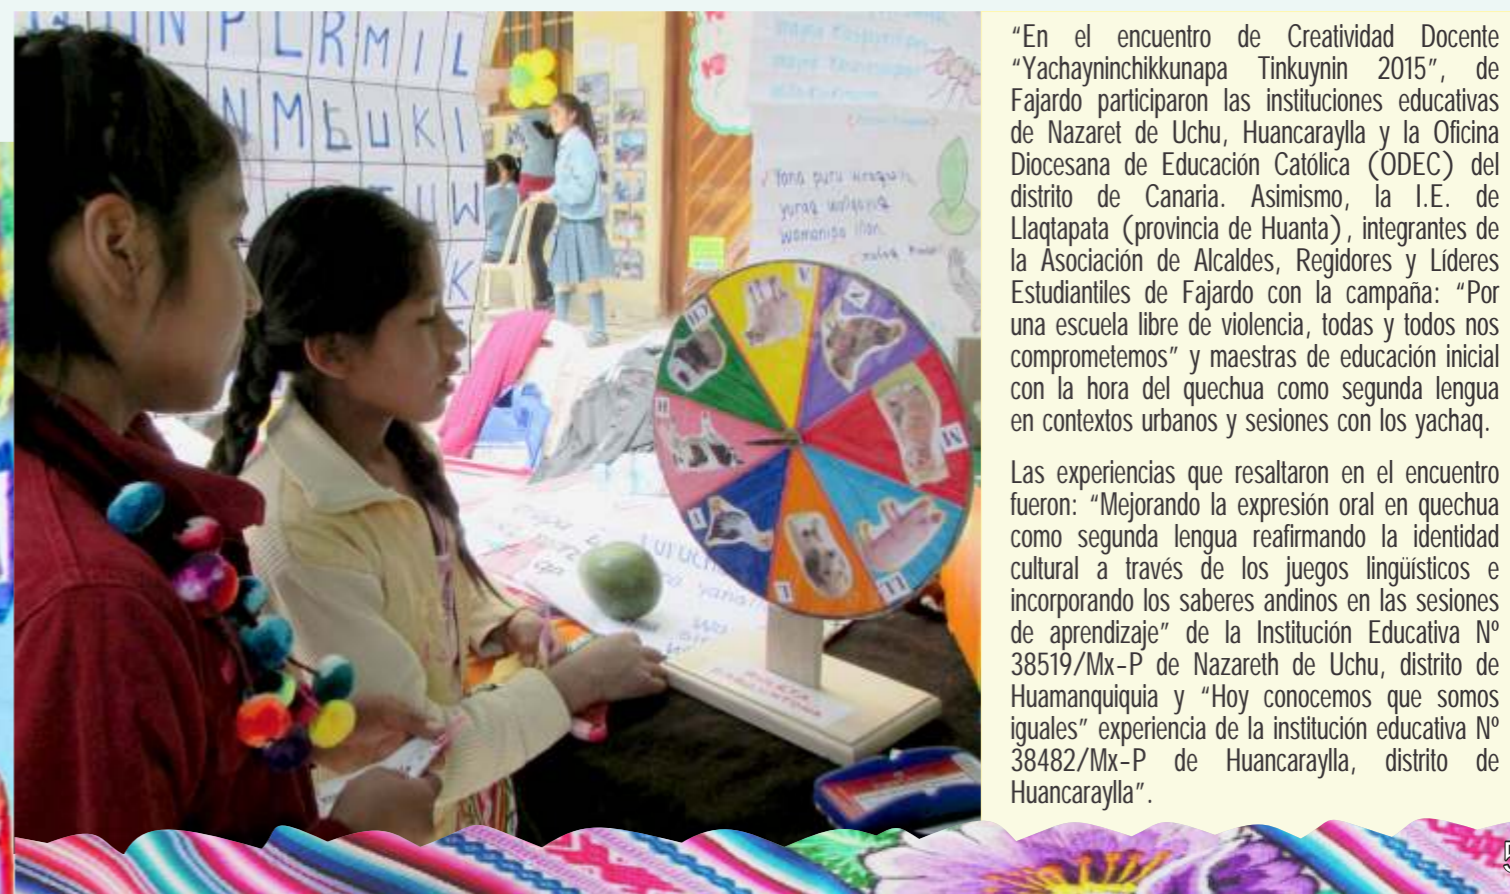 N P L R M I L
N M E U K I
U W
K
Yana puru
yuraq
“En el encuentro de Creatividad Docente
“Yachayninchikkunapa Tinkuynin 2015”, de
Fajardo participaron las instituciones educativas
de Nazaret de Uchu, Huancaraylla y la Oficina
Diocesana de Educación Católica (ODEC) del
distrito de Canaria. Asimismo, la I.E. de
Llaqtapata (provincia de Huanta), integrantes de
la Asociación de Alcaldes, Regidores y Líderes
Estudiantiles de Fajardo con la campaña: “Por
una escuela libre de violencia, todas y todos nos
comprometemos” y maestras de educación inicial
con la hora del quechua como segunda lengua
en contextos urbanos y sesiones con los yachaq.
Las experiencias que resaltaron en el encuentro
fueron: “Mejorando la expresión oral en quechua
como segunda lengua reafirmando la identidad
cultural a través de los juegos lingüísticos e
incorporando los saberes andinos en las sesiones
de aprendizaje” de la Institución Educativa Nº
38519/Mx-P de Nazareth de Uchu, distrito de
Huamanquiquia y “Hoy conocemos que somos
iguales” experiencia de la institución educativa Nº
38482/Mx-P de Huancaraylla, distrito de
Huancaraylla”.